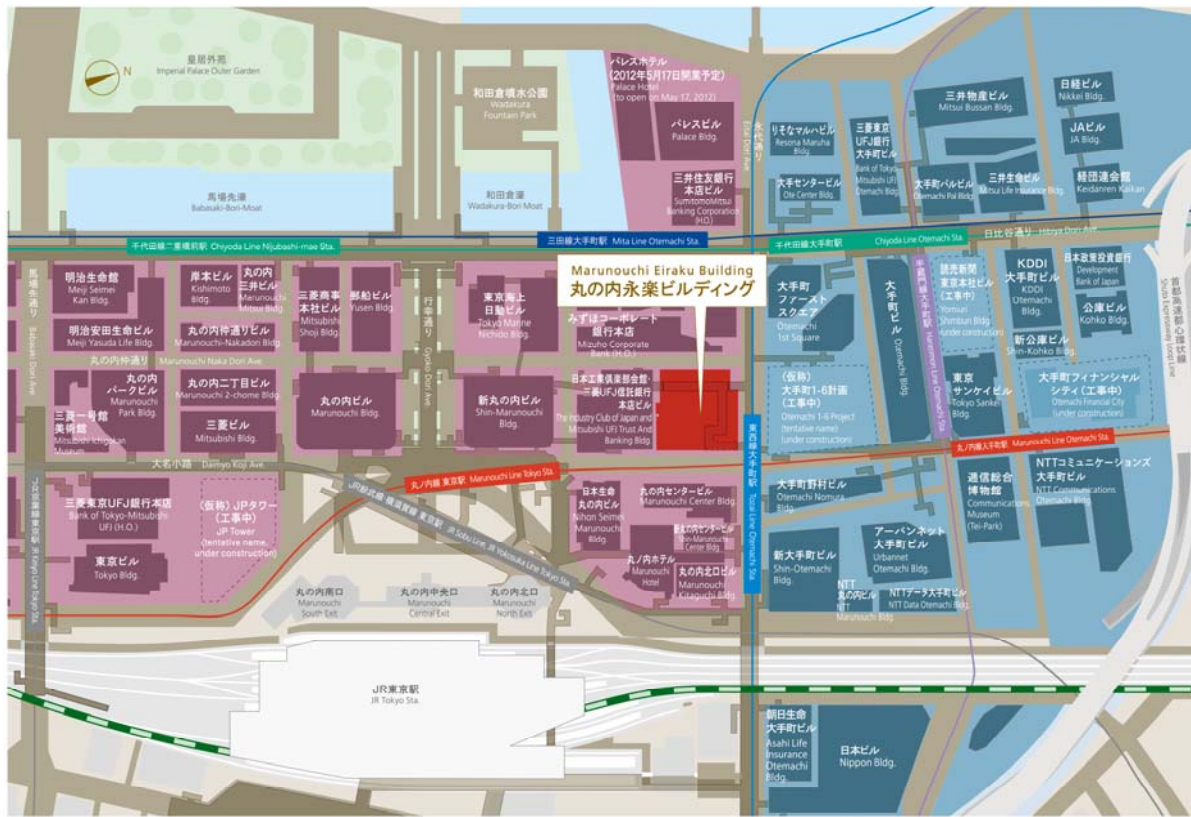 皇居外苑
Imperial Palace Outer Garden
N
和田倉噴水公園
Wadakura
Fountain Park
パレスホテル
(2012年5月17日開業予定)
Palace Hotel
(to open on May 17, 2012)
パレスビル
Palace Bldg.
三井住友銀行
本店ビル
SumitomoMitsui
Banking Corporation
(H.O.)
永代通り
Eitai Dori Ave.
りそなマルハビル
Resona Maruha
Bldg.
大手センタービル
Ote Center Bldg.
三菱東京
UFJ銀行
大手町ビル
Bank of Tokyo
Mitsubishi UFJ
Otemachi Bldg.
三井物産ビル
Mitsui Bussan Bldg.
大手町パルビル
Otemachi Pal Bldg.
三井生命ビル
Mitsui Life Insurance Bldg.
日経ビル
Nikkei Bldg.
JAビル
JA Bldg.
経団連会館
Keidanren Kaikan
馬場先濠
Babasaki-Bori-Moat
和田倉濠
Wadakura-Bori Moat
千代田線二重橋前駅 Chiyoda Line Nijubashi-mae Sta.
三田線大手町駅 Mita Line Otemachi Sta.
千代田線大手町駅 Chiyoda Line Otemachi Sta.
日比谷通り Hibiya Dori Ave.
馬場先通り
Babasaki Dori Ave.
明治生命館
Meiji Seimei
Kan Bldg.
岸本ビル
Kishimoto
Bldg.
丸の内
三井ビル
Marunouchi
Mitsui Bldg.
三菱商事
本社ビル
Mitsubishi
Shoji Bldg.
郵船ビル
Yusen Bldg.
行幸通り
Gyoko Dori Ave.
東京海上
日動ビル
Tokyo Marine
Nichido Bldg.
Marunouchi Eiraku Building
丸の内永楽ビルディング
みずほコーポレート
銀行本店
Mizuho Corporate
Bank (H.O.)
大手町
ファースト
スクエア
Otemachi
1st Square
大手町ビル
Otemachi Bldg.
半蔵門線大手町駅 Hanzomon Line Otemachi Sta.
読売新聞
東京本社ビル
(工事中)
Yomiuri
Shimbun Bldg.
(under construction)
KDDI
大手町ビル
KDDI
Otemachi
Bldg.
日本政策投資銀行
Development
Bank of Japan
公庫ビル
Kohko Bldg.
新公庫ビル
Shin-Kohko Bldg.
首都高速都心環状線
Shuto Expressway Loop Line
明治安田生命ビル
Meiji Yasuda Life Bldg.
丸の内仲通りビル
Marunouchi-Nakadori Bldg.
丸の内仲通り Marunouchi Naka Dori Ave.
丸の内
パークビル
Marunouchi
Park Bldg.
三菱一号館
美術館
Mitsubishi Ichigokan
Museum
丸の内二丁目ビル
Marunouchi 2-chome Bldg.
三菱ビル
Mitsubishi Bldg.
丸の内ビル
Marunouchi Bldg.
新丸の内ビル
Shin-Marunouchi
Bldg.
日本工業倶楽部会館・
三菱UFJ信託銀行
本店ビル
The Industry Club of Japan and
Mitsubishi UFJ Trust And
Banking Bldg.
(仮称)
大手町1-6計画
(工事中)
Otemachi 1-6 Project
(tentative name)
(under construction)
東京
サンケイビル
Tokyo Sankei
Bldg.
大手町フィナンシャル
シティ(工事中)
Otemachi Financial City
(under construction)
大名小路 Daimyo Koji Ave.
丸ノ内線 東京駅 Marunouchi Line Tokyo Sta.
丸ノ内線大手町駅 Marunouchi Line Otemachi Sta.
東西線大手町駅 Tozai Line Otemachi Sta.
JR京葉線東京駅 JR Keiyo Line Tokyo Sta.
三菱東京UFJ銀行本店
Bank of Tokyo-Mitsubishi
UFJ (H.O.)
東京ビル
Tokyo Bldg.
(仮称)JPタワー
(工事中)
JP Tower
(tentative name,
under construction)
JR総武線 横須賀線 東京駅 JR Sobu Line, JR Yokosuka Line Tokyo Sta.
日本生命
丸の内ビル
Nihon Seimei
Marunouchi
Bldg.
丸の内センタービル
Marunouchi Center Bldg.
新丸の内センタービル
Shin-Marunouchi
Center Bldg.
丸ノ内ホテル
Marunouchi
Hotel
丸の内北口ビル
Marunouchi
Kitaguchi Bldg.
大手町野村ビル
Otemachi Nomura
Bldg.
新大手町ビル
Shin-Otemachi
Bldg.
アーバンネット
大手町ビル
Urbannet
Otemachi Bldg.
逓信総合
博物館
Communications
Museum
(Tei-Park)
NTTコミュニケーションズ
大手町ビル
NTT Communications
Otemachi Bldg.
NTT
丸の内ビル
NTT
Marunouchi Bldg.
NTTデータ大手町ビル
NTT Data Otemachi Bldg.
丸の内南口
Marunouchi
South Exit
丸の内中央口
Marunouchi
Central Exit
丸の内北口
Marunouchi
North Exit
JR東京駅
JR Tokyo Sta.
朝日生命
大手町ビル
Asahi Life
Insurance
Otemachi
Bldg.
日本ビル
Nippon Bldg.